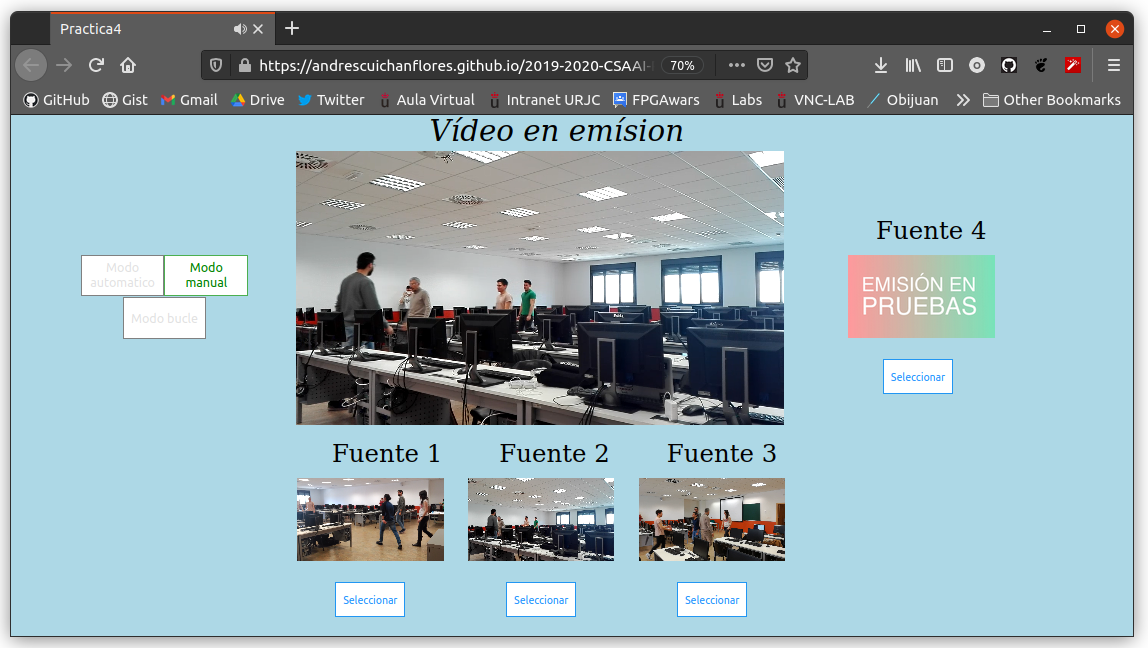 Practica4
https://andrescuichanflores.github.io/2019-2020-CSAAI-
70%
GitHub Gist Gmail Drive Twitter Aula Virtual Intranet URJC FPGAwars Labs VNC-LAB Obijuan Other Bookmarks
Vídeo en emísion
Modo
automatico
Modo
manual
Modo bucle
Fuente 4
EMISIÓN EN
PRUEBAS
Seleccionar
Fuente 1 Fuente 2 Fuente 3
Seleccionar Seleccionar Seleccionar